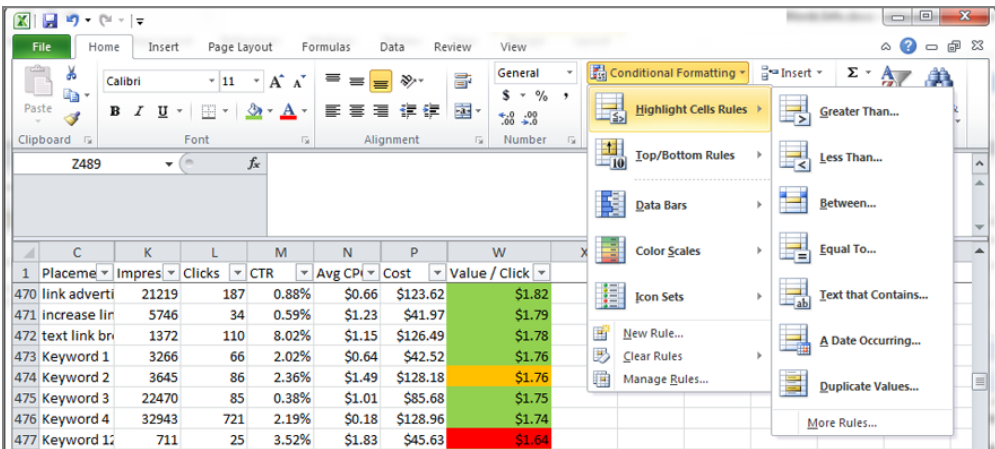 File Home Insert Page Layout Formulas Data Review View
Calibri 11 A A General Conditional Formatting Insert Σ
Paste B I U A $ % , Highlight Cells Rules Greater Than...
Clipboard Font Alignment Number
Top/Bottom Rules Less Than...
Data Bars Between...
Color Scales Equal To...
Icon Sets Text that Contains...
New Rule... A Date Occurring...
Clear Rules
Manage Rules... Duplicate Values...
More Rules...
Z489 fx
C K L M N P W X
1 Placeme Impres Clicks CTR Avg CP Cost Value / Click
470 link adverti 21219 187 0.88% $0.66 $123.62 $1.82
471 increase lin 5746 34 0.59% $1.23 $41.97 $1.79
472 text link bro 1372 110 8.02% $1.15 $126.49 $1.78
473 Keyword 1 3266 66 2.02% $0.64 $42.52 $1.76
474 Keyword 2 3645 86 2.36% $1.49 $128.18 $1.76
475 Keyword 3 22470 85 0.38% $1.01 $85.68 $1.75
476 Keyword 4 32943 721 2.19% $0.18 $128.96 $1.74
477 Keyword 12 711 25 3.52% $1.83 $45.63 $1.64